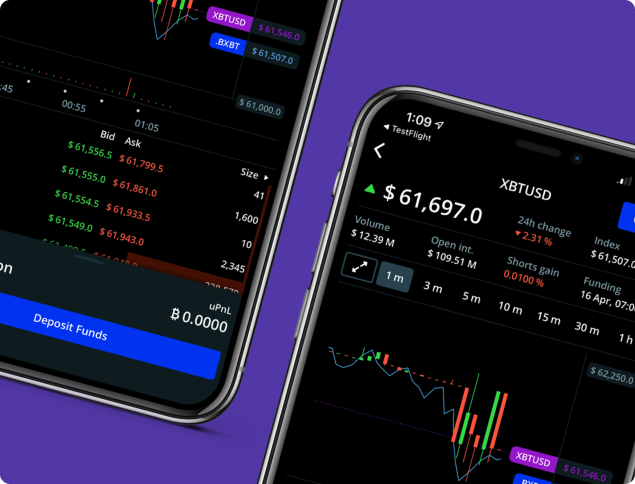 XBTUSD $ 61,546.0
.BXBT $ 61,507.0
$ 61,000.0
:45 00:55 01:05
Bid Ask Size
$ 61,556.5 $ 61,799.5 41
$ 61,555.0 $ 61,861.0 1,600
$ 61,554.5 $ 61,933.5 10
$ 61,549.0 $ 61,943.0 2,345
on
uPnL
₿ 0.0000
Deposit Funds
1:09
TestFlight
XBTUSD
$ 61,697.0
24h change
2.31 %
Index
$ 61,507.0
Volume
$ 12.39 M
Open int.
$ 109.51 M
Shorts gain
0.0100 %
Funding
16 Apr, 07:0
1 m 3 m 5 m 10 m 15 m 30 m 1 h
$ 62,250.0
XBTUSD $ 61,546.0